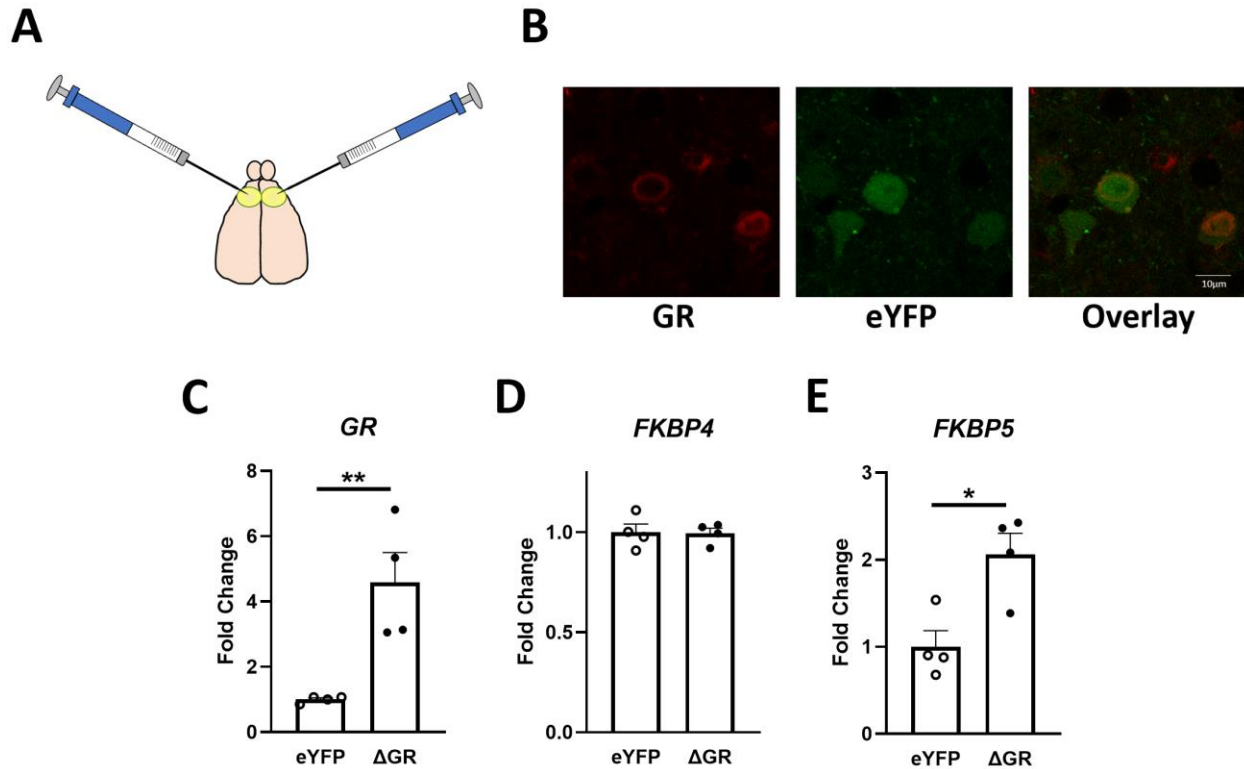 A
B
GR
eYFP
Overlay
10µm
C
GR
**
Fold Change
8
6
4
2
0
eYFP
ΔGR
D
FKBP4
Fold Change
1.0
0.5
0.0
eYFP
ΔGR
E
FKBP5
*
Fold Change
3
2
1
0
eYFP
ΔGR